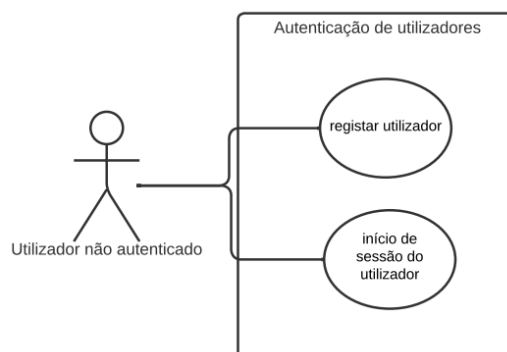 Autenticação de utilizadores
registar utilizador
Utilizador não autenticado
início de
sessão do
utilizador